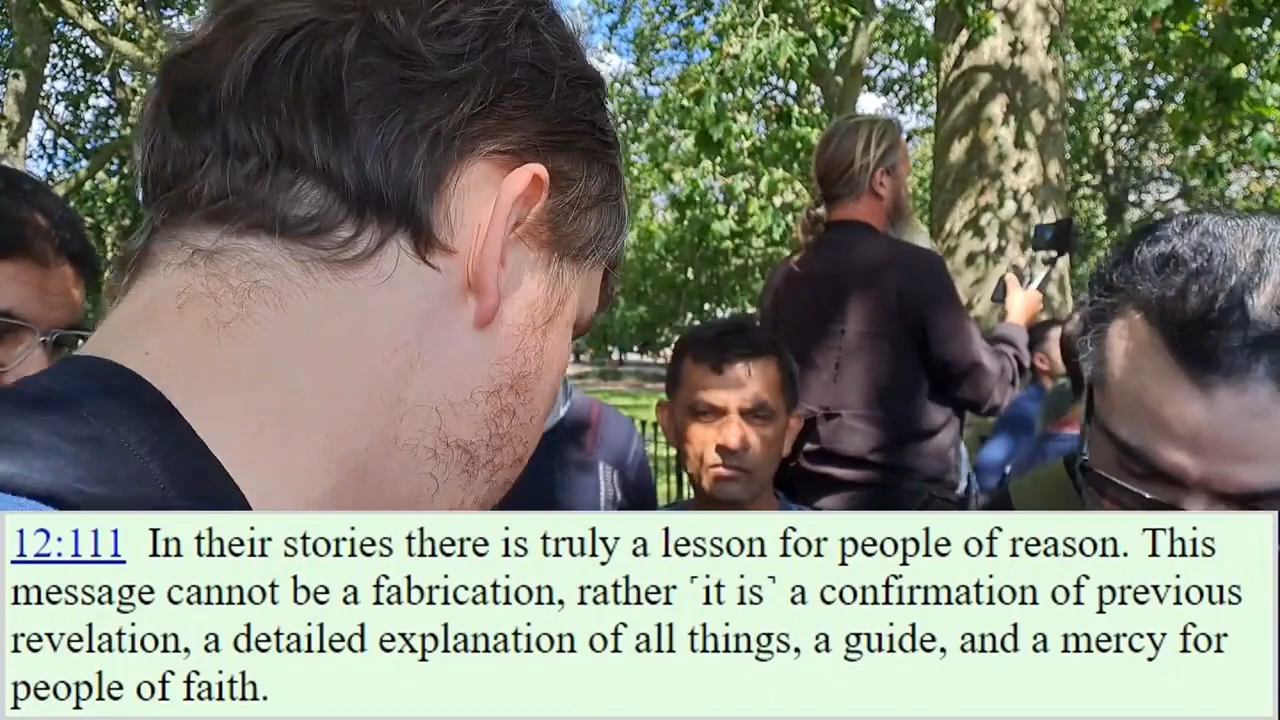 12:111 In their stories there is truly a lesson for people of reason. This
message cannot be a fabrication, rather ˹it is˺ a confirmation of previous
revelation, a detailed explanation of all things, a guide, and a mercy for
people of faith.